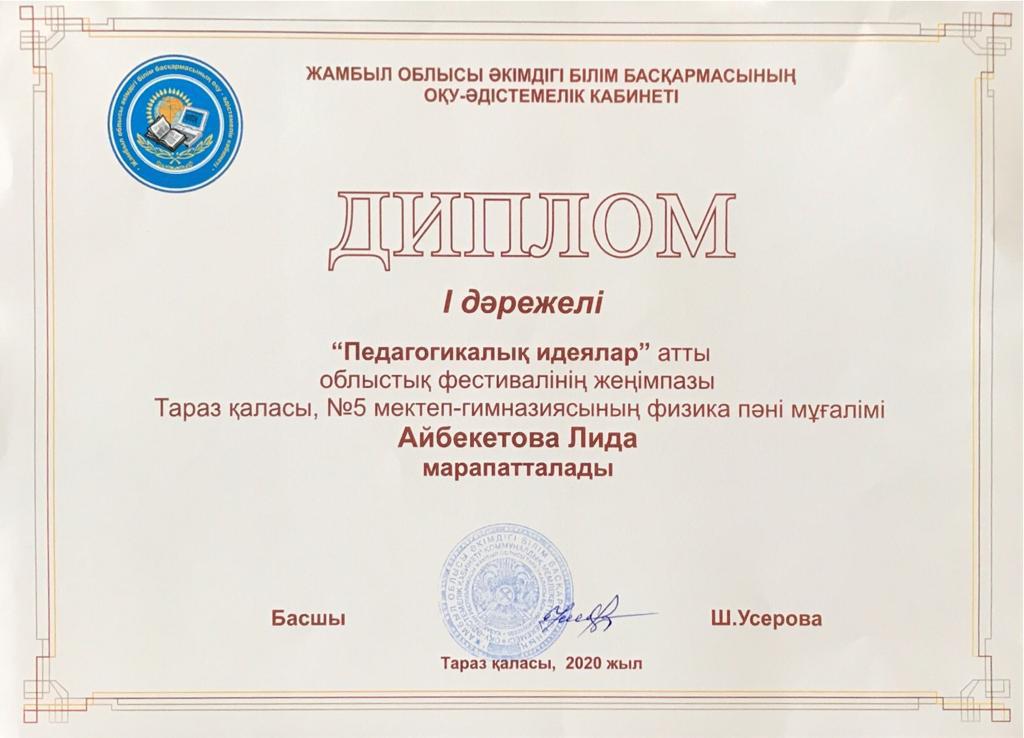 ЖАМБЫЛ ОБЛЫСЫ ӘКІМДІГІ БІЛІМ БАСҚАРМАСЫНЫҢ
ОҚУ-ӘДІСТЕМЕЛІК КАБИНЕТІ
Жамбыл облысы әкімдігі білім басқармасының оқу - әдістемелік кабинеті
ДИПЛОМ
І дәрежелі
“Педагогикалық идеялар” атты
облыстық фестивалінің жеңімпазы
Тараз қаласы, №5 мектеп-гимназиясының физика пәні мұғалімі
Айбекетова Лида
марапатталады
Басшы
Ш.Усерова
Тараз қаласы, 2020 жыл